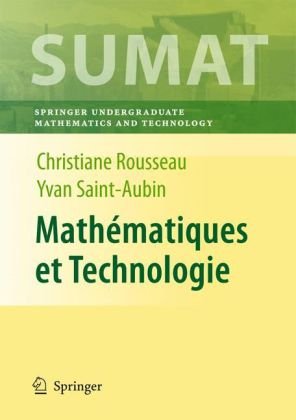 SUMAT
SPRINGER UNDERGRADUATE
MATHEMATICS AND TECHNOLOGY
Christiane Rousseau
Yvan Saint-Aubin
Mathématiques
et Technologie
Springer